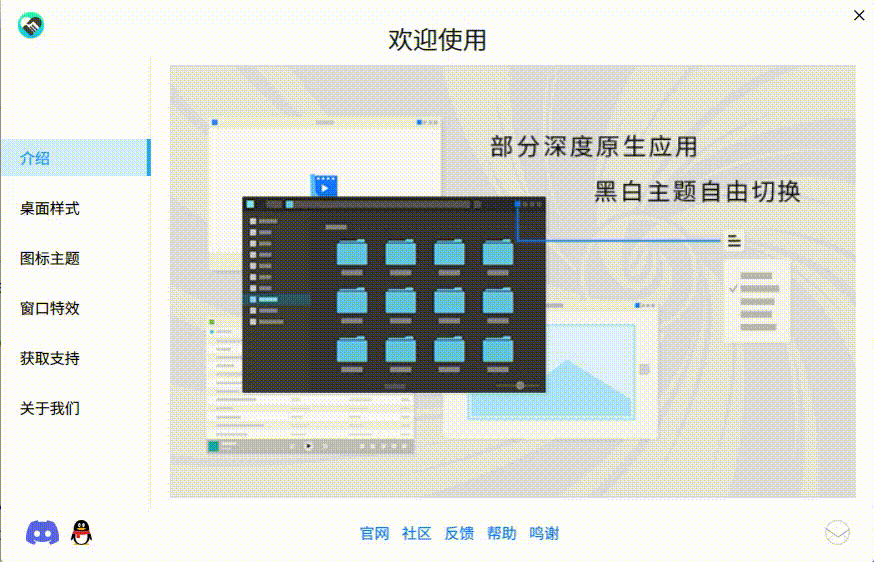 欢迎使用
介绍
桌面样式
图标主题
窗口特效
获取支持
关于我们
部分深度原生应用
黑白主题自由切换
官网 社区 反馈 帮助 鸣谢